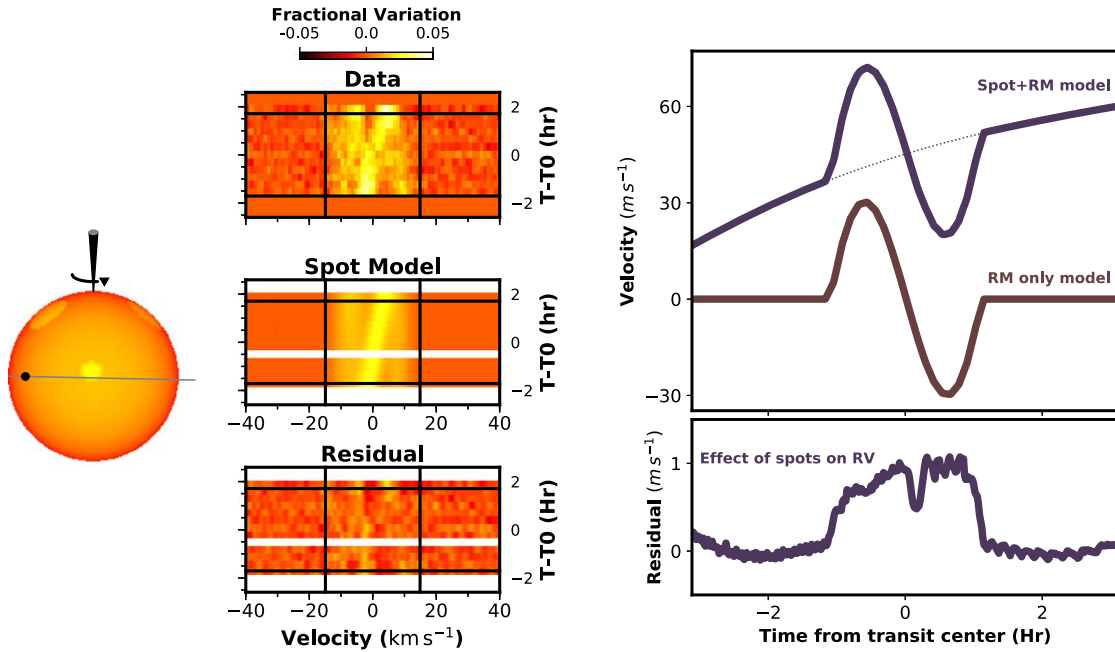 Fractional Variation
-0.05 0.0 0.05
Data
2
0
−2
T-T0 (hr)
Spot Model
2
0
−2
T-T0 (hr)
−40 −20 0 20 40
Residual
2
0
−2
T-T0 (Hr)
−40 −20 0 20 40
Velocity (km s⁻¹)
Velocity (m s⁻¹)
60
30
0
−30
Spot+RM model
RM only model
Residual (m s⁻¹)
1
0
Effect of spots on RV
−2 0 2
Time from transit center (Hr)